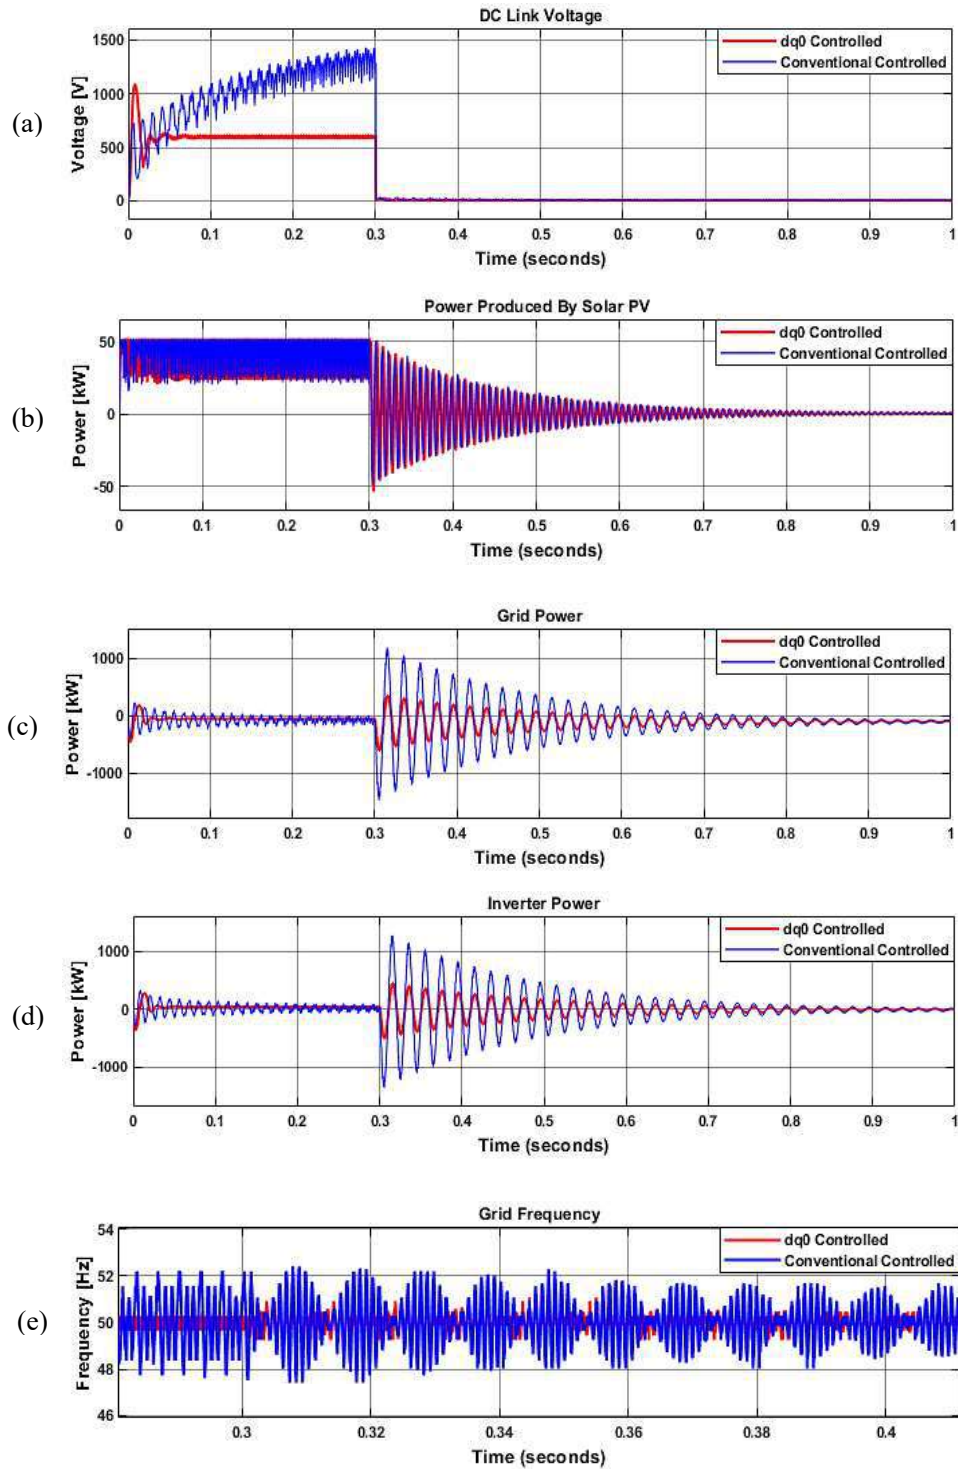 DC Link Voltage
1500
dq0 Controlled
Conventional Controlled
1000
500
0
Voltage [V]
(a)
0 0.1 0.2 0.3 0.4 0.5 0.6 0.7 0.8 0.9 1
Time (seconds)
Power Produced By Solar PV
50
dq0 Controlled
Conventional Controlled
0
-50
Power [kW]
(b)
0 0.1 0.2 0.3 0.4 0.5 0.6 0.7 0.8 0.9 1
Time (seconds)
Grid Power
dq0 Controlled
1000
Conventional Controlled
0
-1000
Power [kW]
(c)
0 0.1 0.2 0.3 0.4 0.5 0.6 0.7 0.8 0.9 1
Time (seconds)
Inverter Power
dq0 Controlled
1000
Conventional Controlled
0
-1000
Power [kW]
(d)
0 0.1 0.2 0.3 0.4 0.5 0.6 0.7 0.8 0.9 1
Time (seconds)
Grid Frequency
54
dq0 Controlled
Conventional Controlled
52
50
48
46
Frequency [Hz]
(e)
0.3 0.32 0.34 0.36 0.38 0.4
Time (seconds)